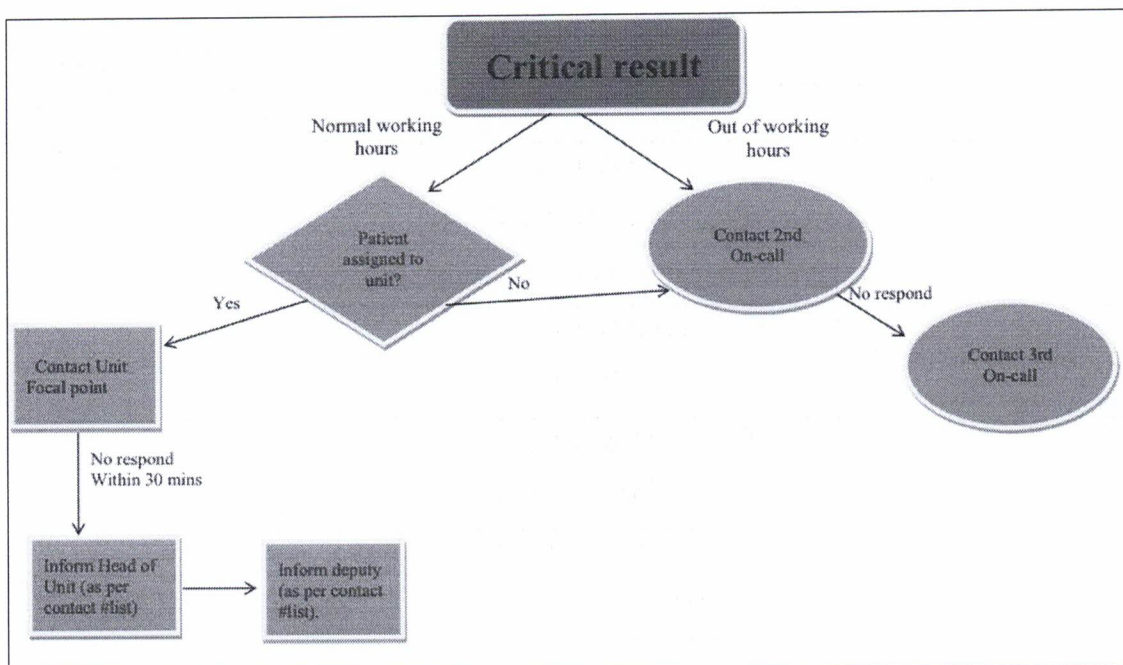 Critical result
Normal working
hours
Out of working
hours
Patient
assigned to
unit?
Contact 2nd
On-call
Yes
No
No respond
Contact Unit
Focal point
Contact 3rd
On-call
No respond
Within 30 mins
Inform Head of
Unit (as per
contact #list)
Inform deputy
(as per contact
#list).